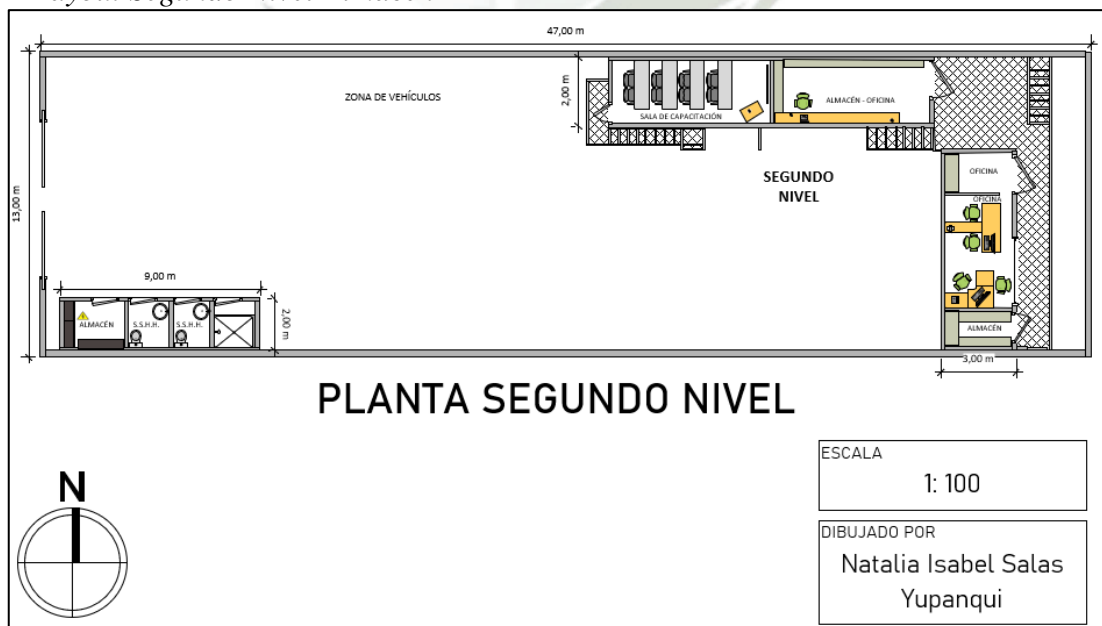 47,00 m
13,00 m
ZONA DE VEHÍCULOS
2,00 m
SALA DE CAPACITACIÓN
ALMACÉN - OFICINA
SEGUNDO
NIVEL
OFICINA
OFICINA
ALMACÉN
3,00 m
9,00 m
2,00 m
ALMACÉN
S.S.H.H.
S.S.H.H.
PLANTA SEGUNDO NIVEL
N
ESCALA
1: 100
DIBUJADO POR
Natalia Isabel Salas
Yupanqui